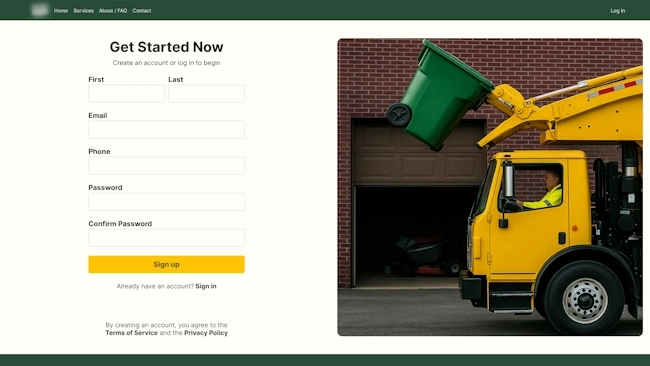 Home Services About / FAQ Contact Log in
Get Started Now
Create an account or log in to begin
First Last
Email
Phone
Password
Confirm Password
Sign up
Already have an account? Sign in
By creating an account, you agree to the
Terms of Service and the Privacy Policy